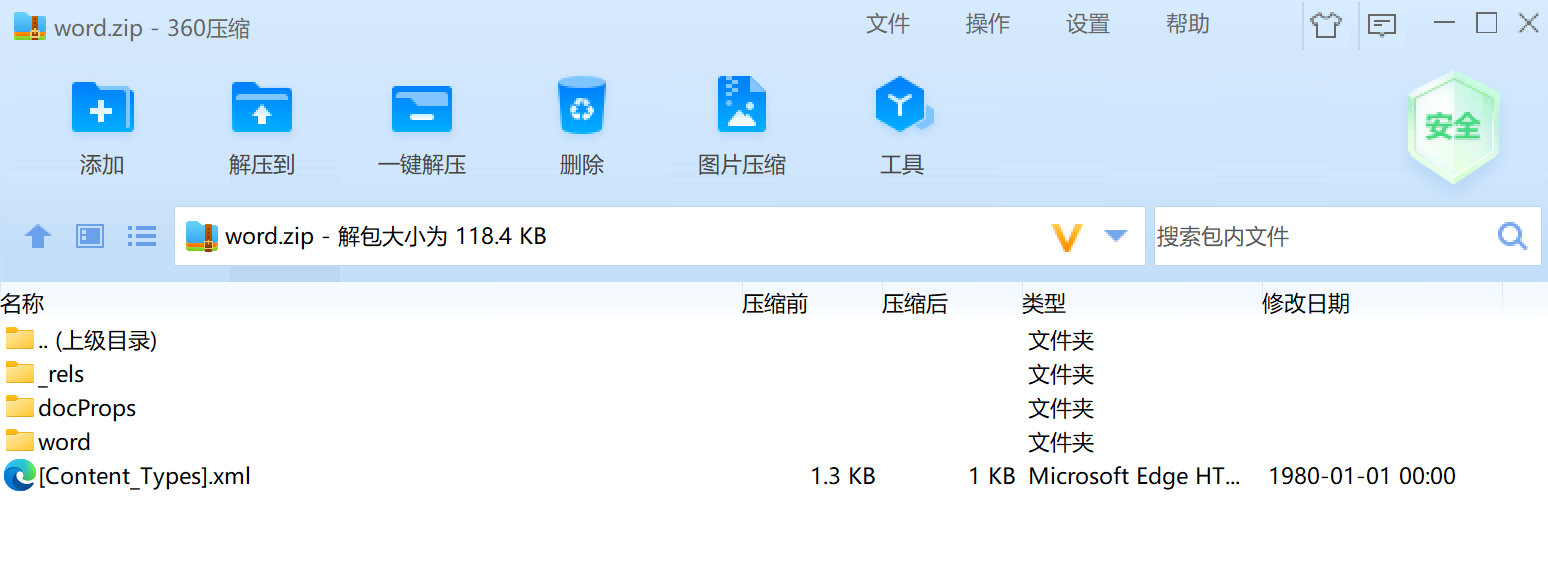 word.zip - 360压缩 文件 操作 设置 帮助
安全
添加 解压到 一键解压 删除 图片压缩 工具
word.zip - 解包大小为 118.4 KB 搜索包内文件
名称 压缩前 压缩后 类型 修改日期
.. (上级目录) 文件夹
_rels 文件夹
docProps 文件夹
word 文件夹
[Content_Types].xml 1.3 KB 1 KB Microsoft Edge HT... 1980-01-01 00:00